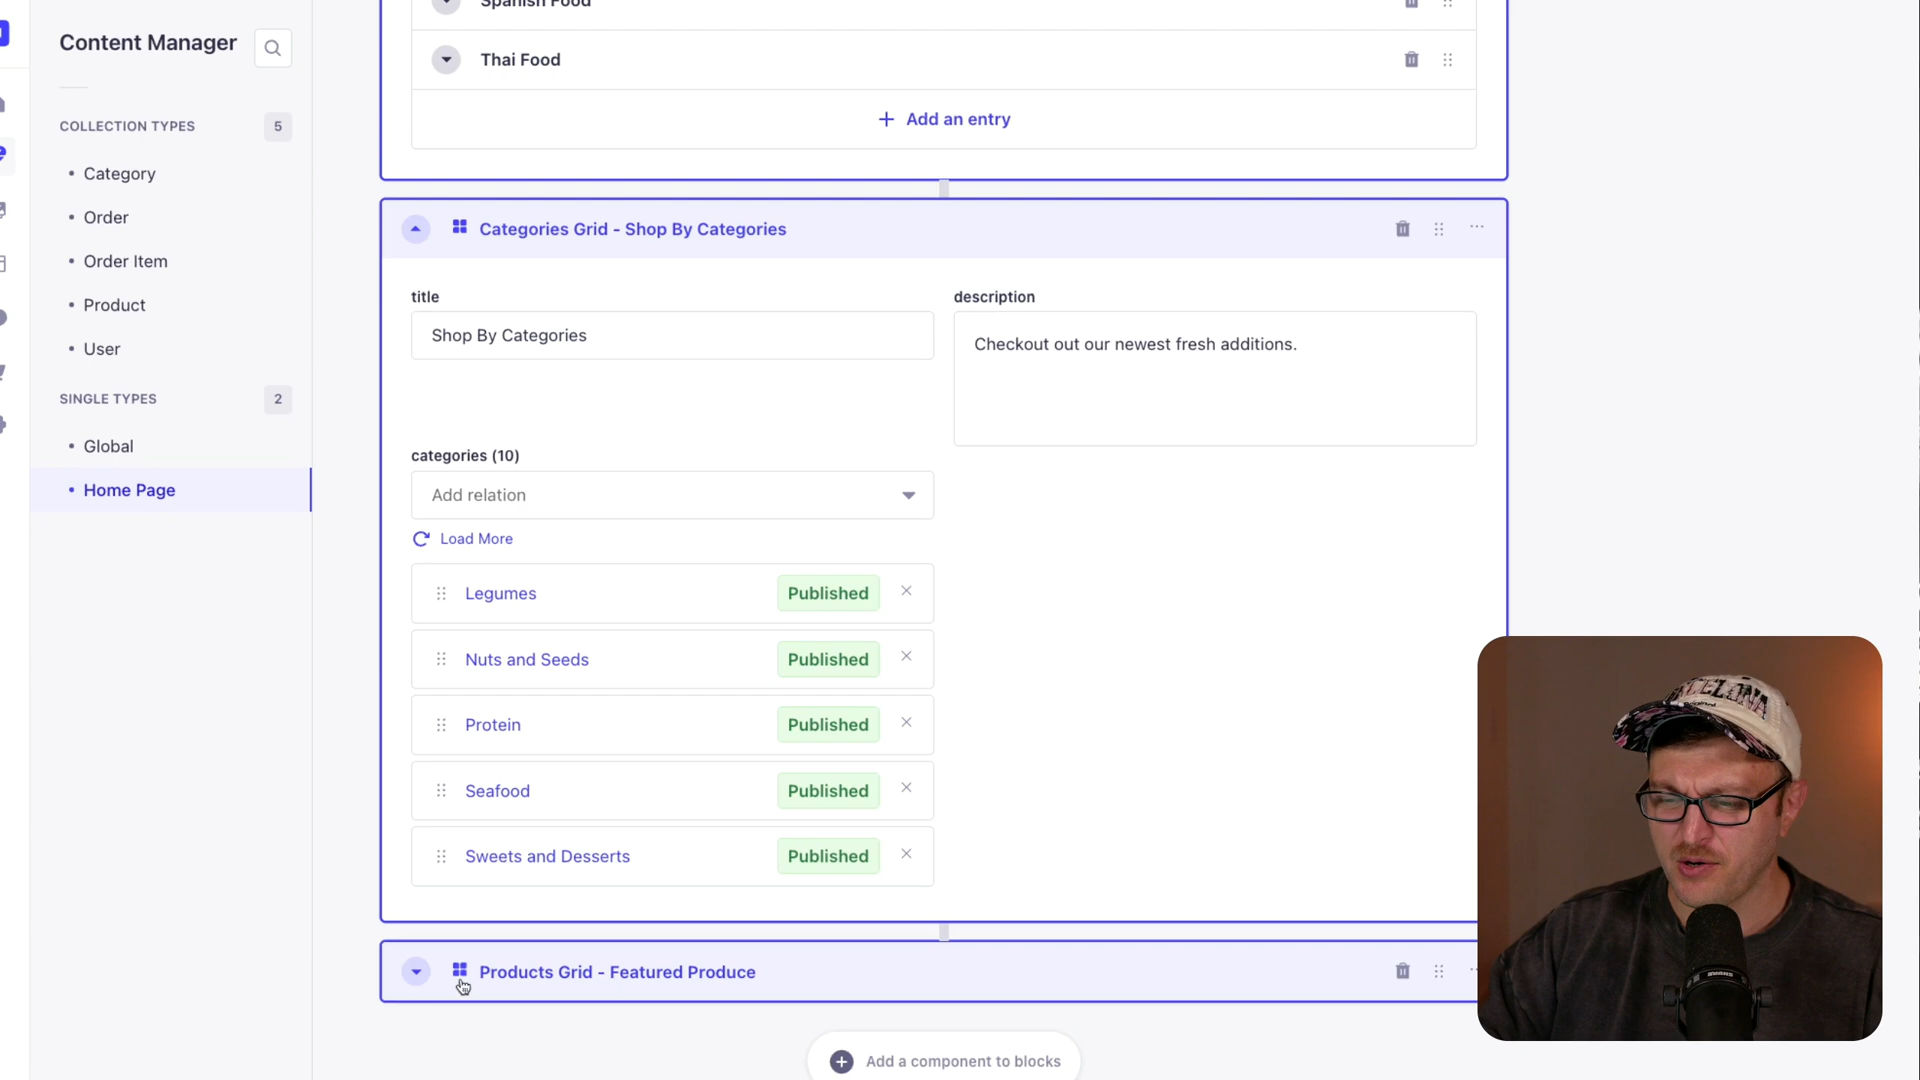 Content Manager
COLLECTION TYPES 5
Category
Order
Order Item
Product
User
SINGLE TYPES 2
Global
Home Page
Spanish Food
Thai Food
Add an entry
Categories Grid - Shop By Categories
title
Shop By Categories
description
Checkout out our newest fresh additions.
categories (10)
Add relation
Load More
Legumes Published
Nuts and Seeds Published
Protein Published
Seafood Published
Sweets and Desserts Published
Products Grid - Featured Produce
Add a component to blocks